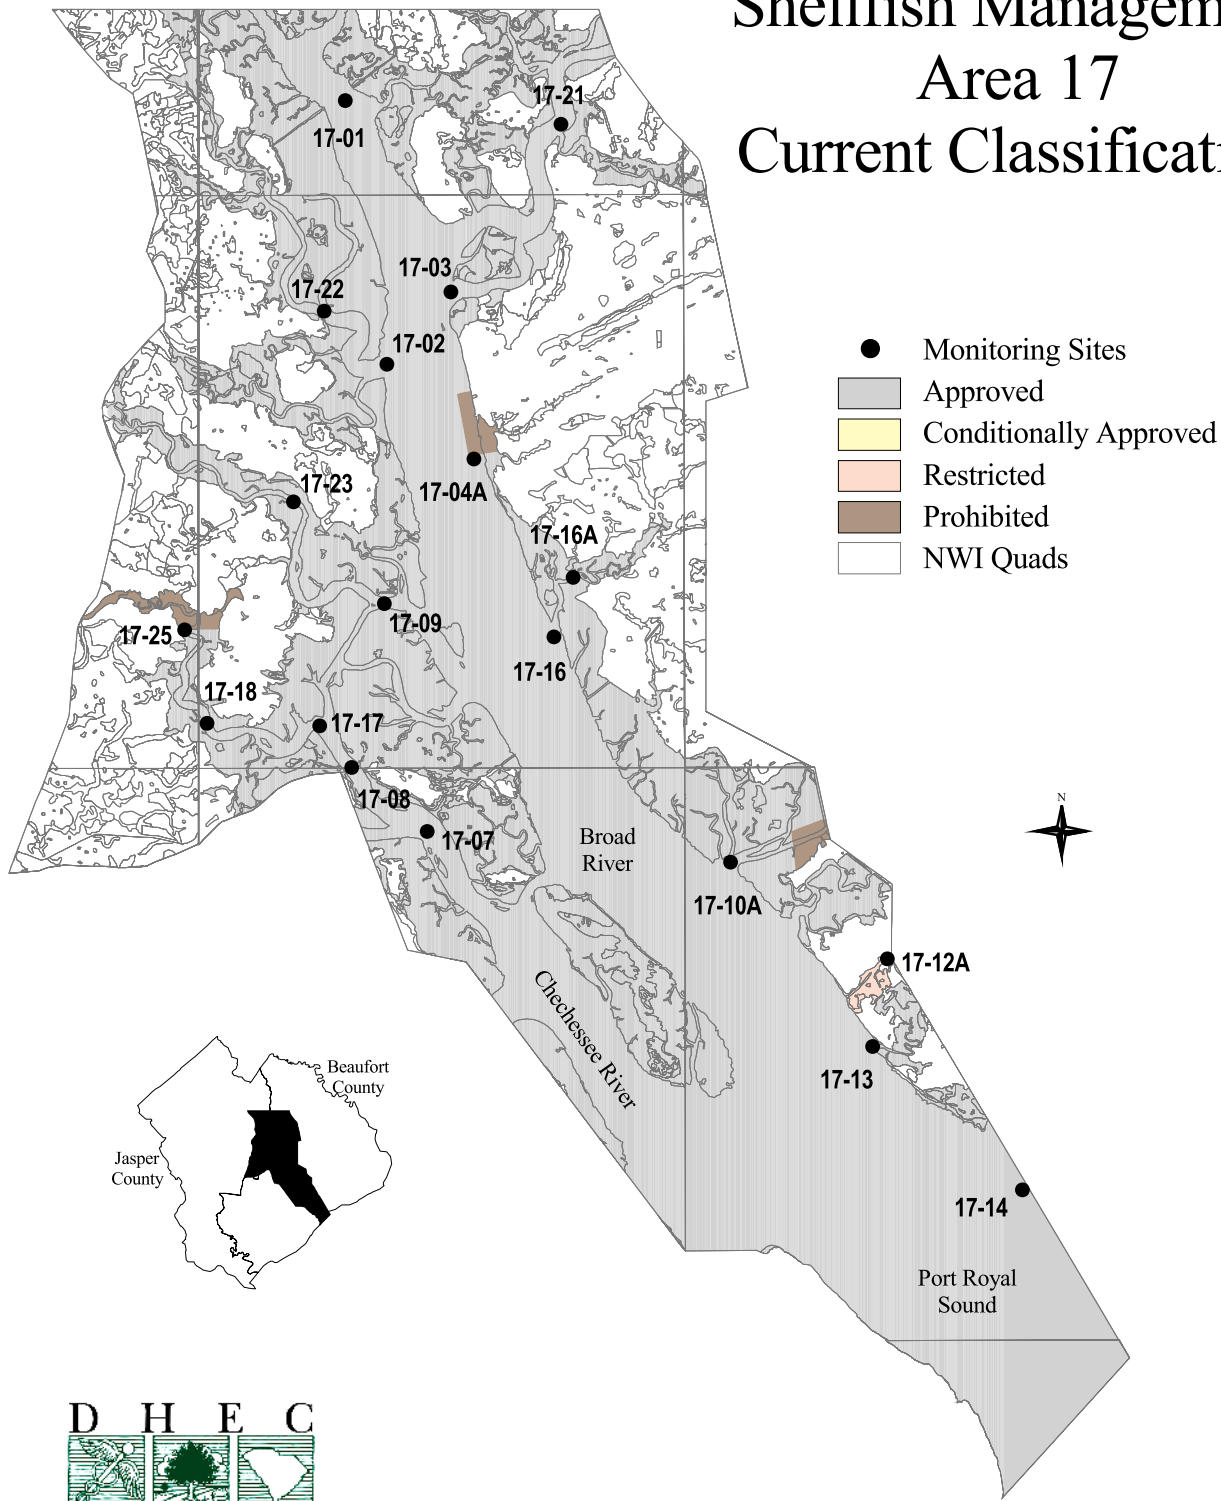 Area 17
17-21
17-01
17-03
17-22
17-02
17-23
17-04A
17-16A
17-09
17-25
17-16
17-18
17-17
17-08
17-07
17-10A
17-12A
17-13
17-14
Monitoring Sites
Approved
Conditionally Approved
Restricted
Prohibited
NWI Quads
N
Broad
River
Chechessee River
Port Royal
Sound
Beaufort
County
Jasper
County
D H E C